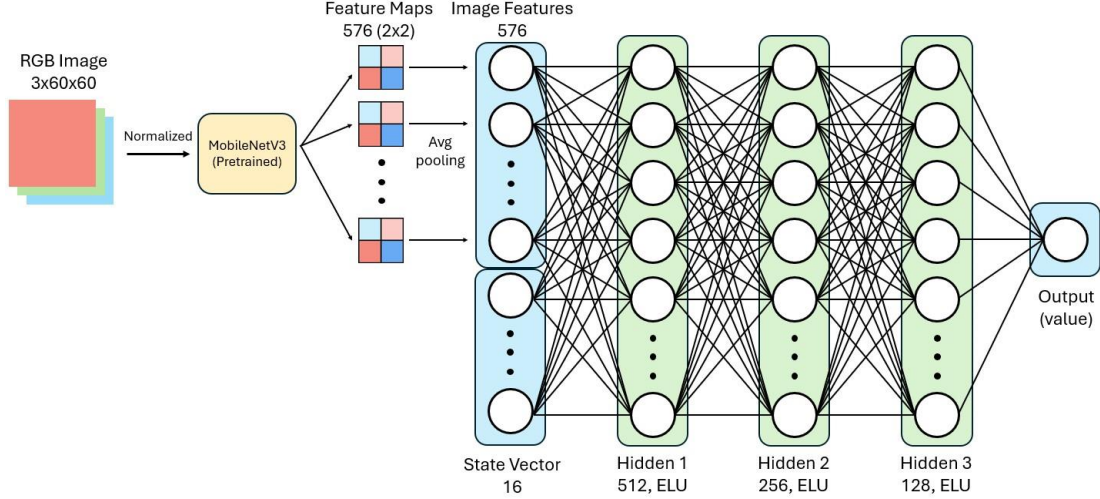 RGB Image
3x60x60
Normalized
MobileNetV3
(Pretrained)
Feature Maps
576 (2x2)
Avg
pooling
Image Features
576
State Vector
16
Hidden 1
512, ELU
Hidden 2
256, ELU
Hidden 3
128, ELU
Output
(value)